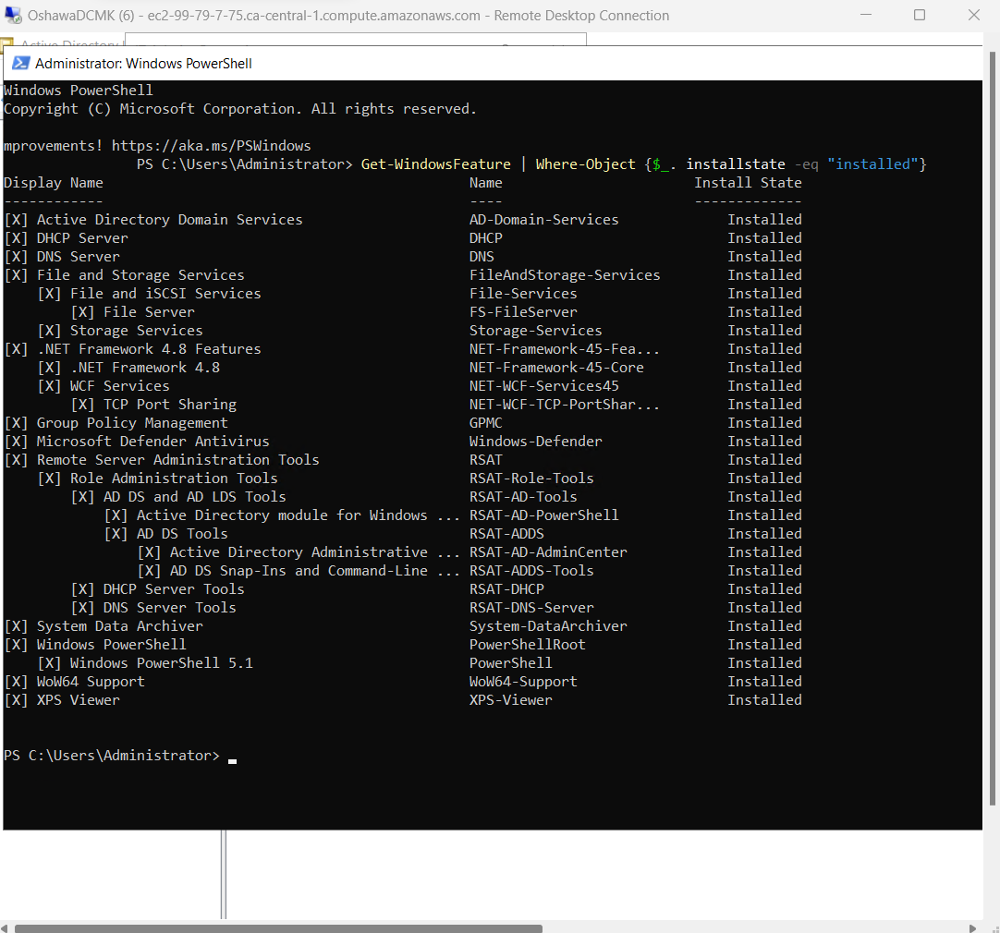 OshawaDCMK (6) - ec2-99-79-7-75.ca-central-1.compute.amazonaws.com - Remote Desktop Connection
Active Directory
Administrator: Windows PowerShell
Windows PowerShell
Copyright (C) Microsoft Corporation. All rights reserved.
mprovements! https://aka.ms/PSWindows
PS C:\Users\Administrator> Get-WindowsFeature | Where-Object {$_. installstate -eq "installed"}
Display Name Name Install State
------------ ---- -------------
[X] Active Directory Domain Services AD-Domain-Services Installed
[X] DHCP Server DHCP Installed
[X] DNS Server DNS Installed
[X] File and Storage Services FileAndStorage-Services Installed
[X] File and iSCSI Services File-Services Installed
[X] File Server FS-FileServer Installed
[X] Storage Services Storage-Services Installed
[X] .NET Framework 4.8 Features NET-Framework-45-Fea... Installed
[X] .NET Framework 4.8 NET-Framework-45-Core Installed
[X] WCF Services NET-WCF-Services45 Installed
[X] TCP Port Sharing NET-WCF-TCP-PortShar... Installed
[X] Group Policy Management GPMC Installed
[X] Microsoft Defender Antivirus Windows-Defender Installed
[X] Remote Server Administration Tools RSAT Installed
[X] Role Administration Tools RSAT-Role-Tools Installed
[X] AD DS and AD LDS Tools RSAT-AD-Tools Installed
[X] Active Directory module for Windows ... RSAT-AD-PowerShell Installed
[X] AD DS Tools RSAT-ADDS Installed
[X] Active Directory Administrative ... RSAT-AD-AdminCenter Installed
[X] AD DS Snap-Ins and Command-Line ... RSAT-ADDS-Tools Installed
[X] DHCP Server Tools RSAT-DHCP Installed
[X] DNS Server Tools RSAT-DNS-Server Installed
[X] System Data Archiver System-DataArchiver Installed
[X] Windows PowerShell PowerShellRoot Installed
[X] Windows PowerShell 5.1 PowerShell Installed
[X] WoW64 Support WoW64-Support Installed
[X] XPS Viewer XPS-Viewer Installed
PS C:\Users\Administrator>